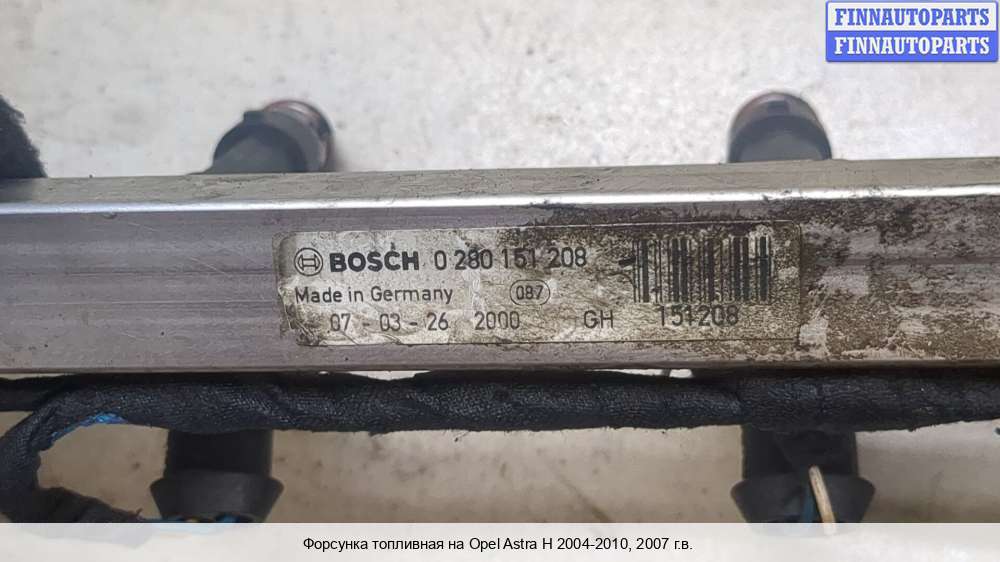 FINNAUTOPARTS
FINNAUTOPARTS
BOSCH 0 280 151 208
Made in Germany 087
07 - 03 - 26 2000 GH 151208
Форсунка топливная на Opel Astra H 2004-2010, 2007 г.в.